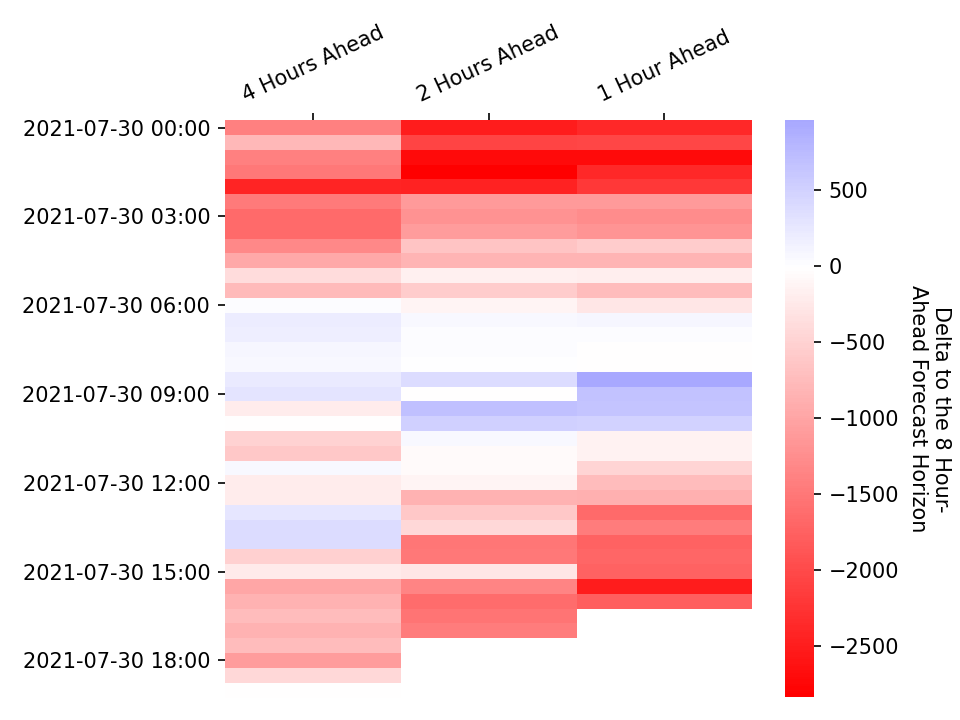 4 Hours Ahead
2 Hours Ahead
1 Hour Ahead
2021-07-30 00:00
2021-07-30 03:00
2021-07-30 06:00
2021-07-30 09:00
2021-07-30 12:00
2021-07-30 15:00
2021-07-30 18:00
500
0
−500
−1000
−1500
−2000
−2500
Delta to the 8 Hour-
Ahead Forecast Horizon